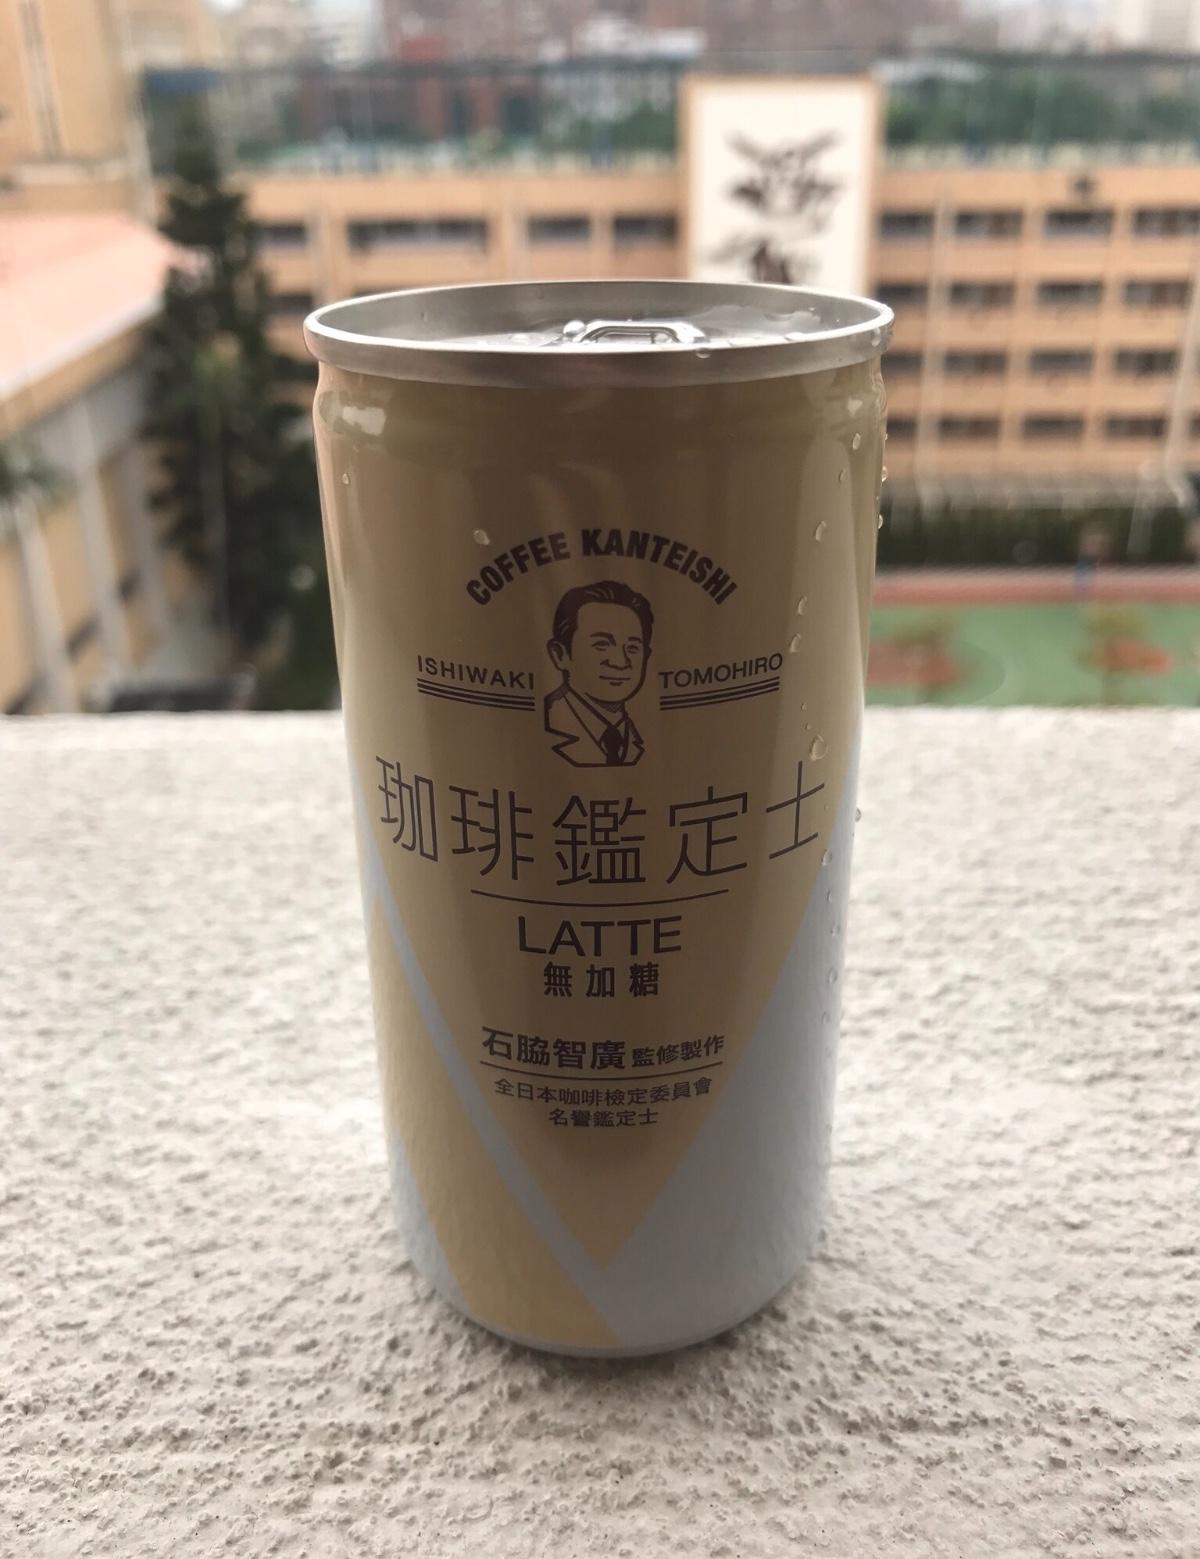 COFFEE KANTEISHI
ISHIWAKI TOMOHIRO
珈琲鑑定士
LATTE
無加糖
石脇智廣 監修製作
全日本咖啡檢定委員會
名譽鑑定士